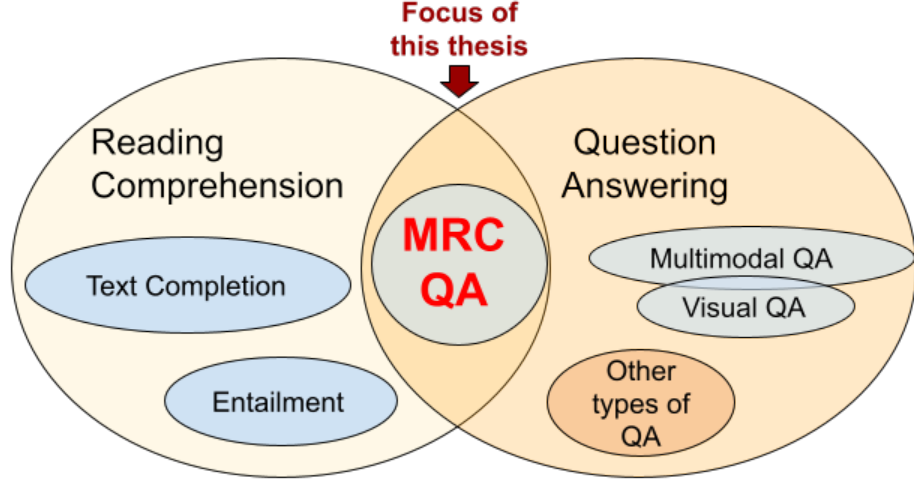 Focus of
this thesis
Reading
Comprehension
Question
Answering
MRC
QA
Text Completion
Entailment
Multimodal QA
Visual QA
Other
types of
QA